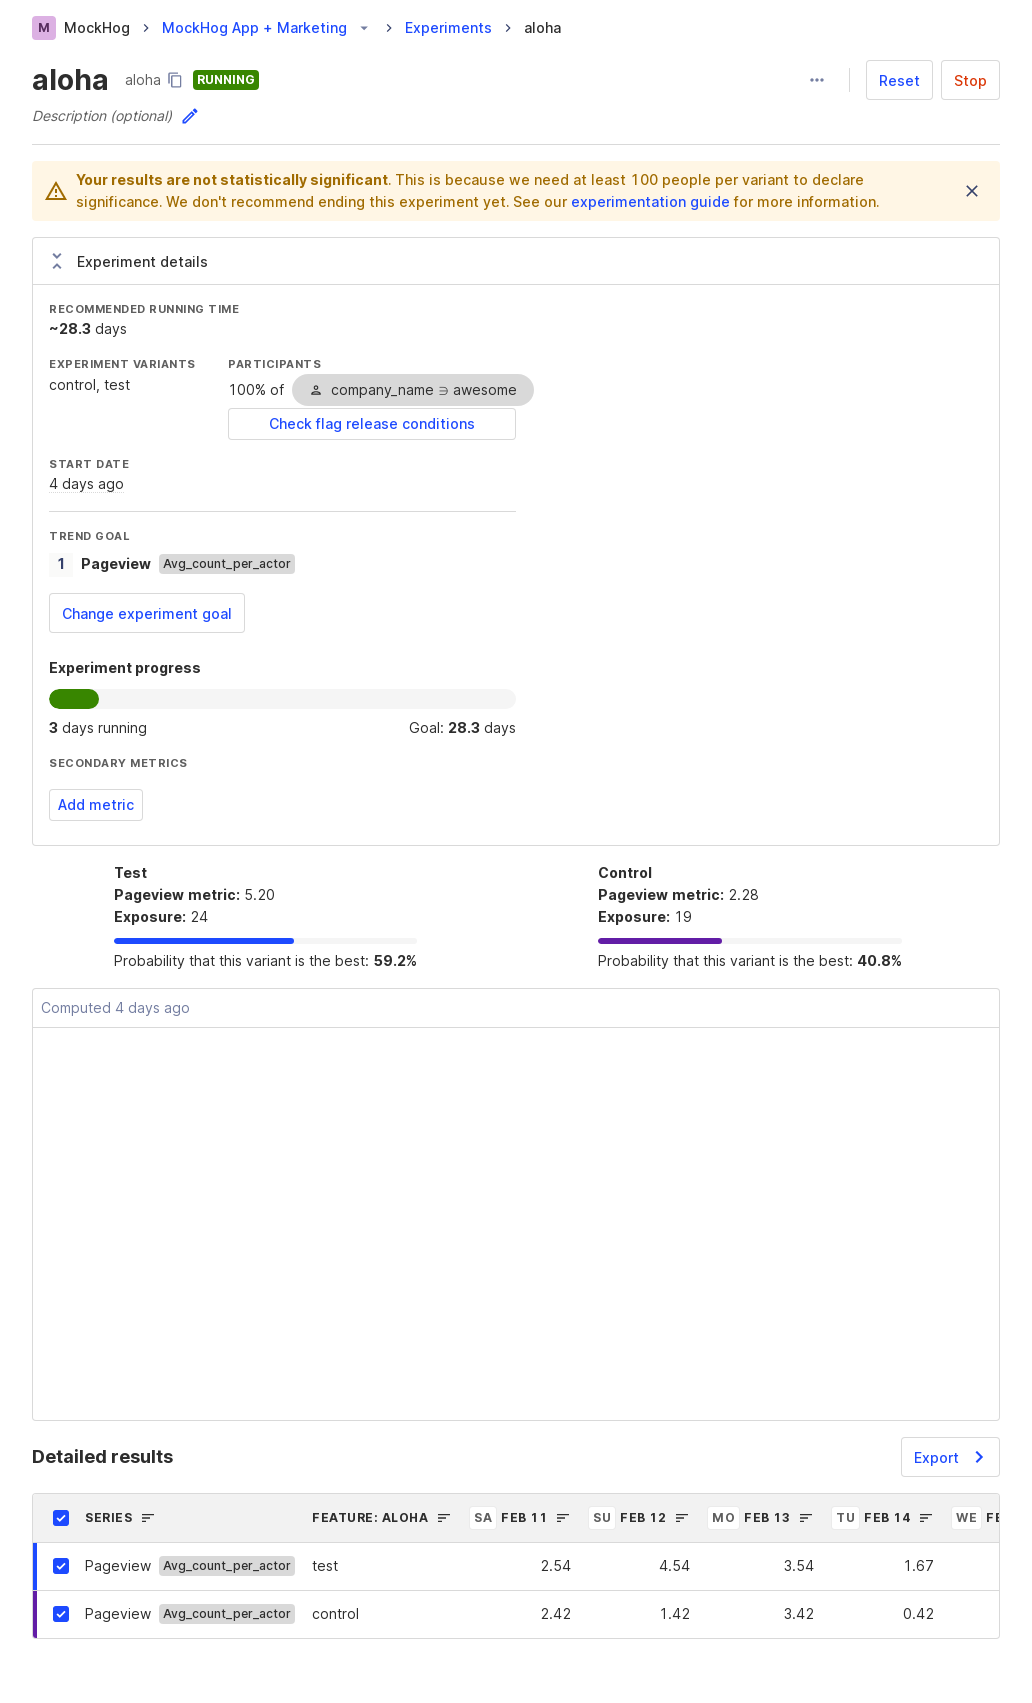 M MockHog > MockHog App + Marketing > Experiments > aloha
aloha aloha RUNNING ••• Reset Stop
Description (optional)
Your results are not statistically significant. This is because we need at least 100 people per variant to declare
significance. We don't recommend ending this experiment yet. See our experimentation guide for more information.
Experiment details
RECOMMENDED RUNNING TIME
~28.3 days
EXPERIMENT VARIANTS PARTICIPANTS
control, test 100% of company_name ∋ awesome
Check flag release conditions
START DATE
4 days ago
TREND GOAL
1 Pageview Avg_count_per_actor
Change experiment goal
Experiment progress
3 days running Goal: 28.3 days
SECONDARY METRICS
Add metric
Test
Pageview metric: 5.20
Exposure: 24
Probability that this variant is the best: 59.2%
Control
Pageview metric: 2.28
Exposure: 19
Probability that this variant is the best: 40.8%
Computed 4 days ago
Detailed results Export
SERIES FEATURE: ALOHA SA FEB 11 SU FEB 12 MO FEB 13 TU FEB 14 WE
Pageview Avg_count_per_actor test 2.54 4.54 3.54 1.67
Pageview Avg_count_per_actor control 2.42 1.42 3.42 0.42